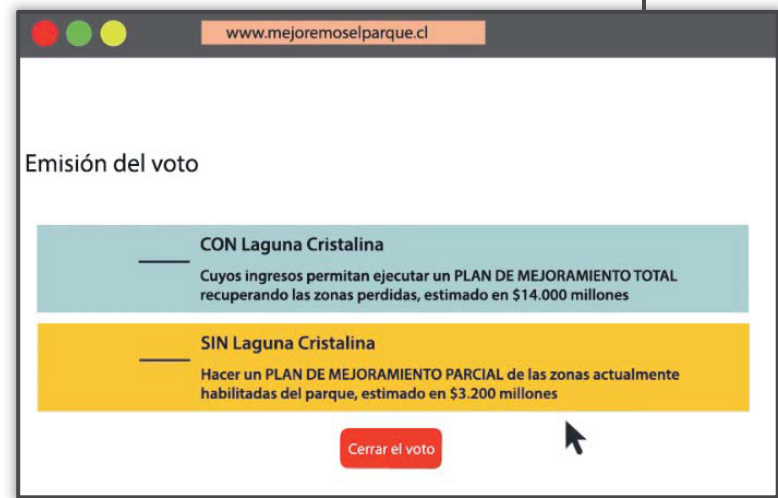 www.mejoremoselparque.cl
Emisión del voto
CON Laguna Cristalina
Cuyos ingresos permitan ejecutar un PLAN DE MEJORAMIENTO TOTAL
recuperando las zonas perdidas, estimado en $14.000 millones
SIN Laguna Cristalina
Hacer un PLAN DE MEJORAMIENTO PARCIAL de las zonas actualmente
habilitadas del parque, estimado en $3.200 millones
Cerrar el voto